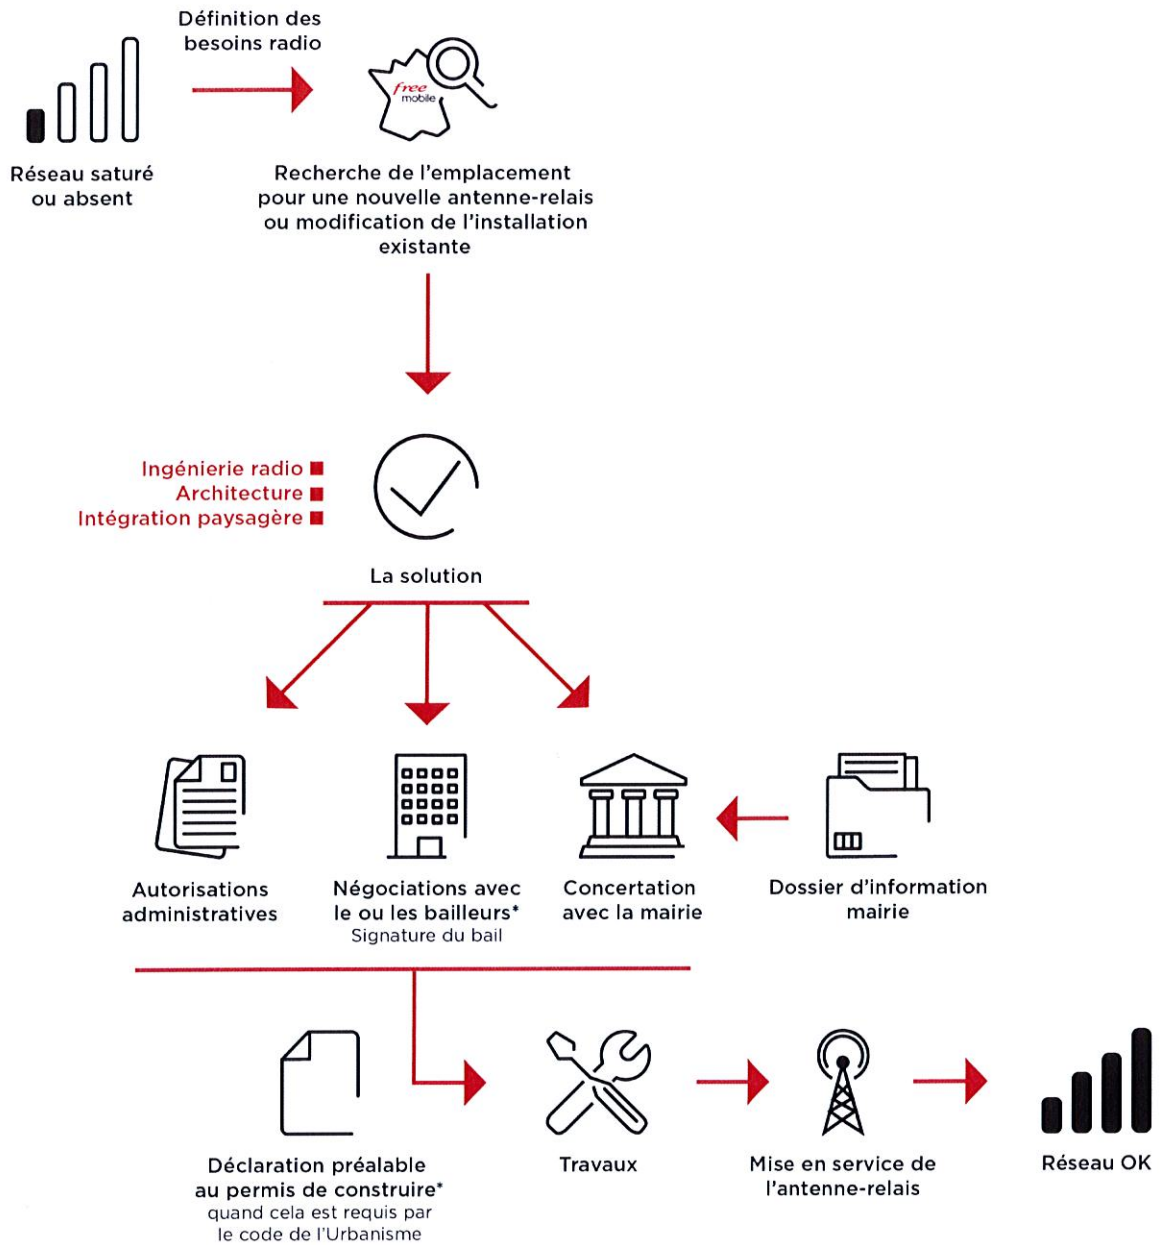 Définition des
besoins radio
free
mobile
Réseau saturé
ou absent
Recherche de l'emplacement
pour une nouvelle antenne-relais
ou modification de l'installation
existante
Ingénierie radio
Architecture
Intégration paysagère
La solution
Autorisations
administratives
Négociations avec
le ou les bailleurs*
Signature du bail
Concertation
avec la mairie
Dossier d'information
mairie
Déclaration préalable
au permis de construire*
quand cela est requis par
le code de l'Urbanisme
Travaux
Mise en service de
l'antenne-relais
Réseau OK